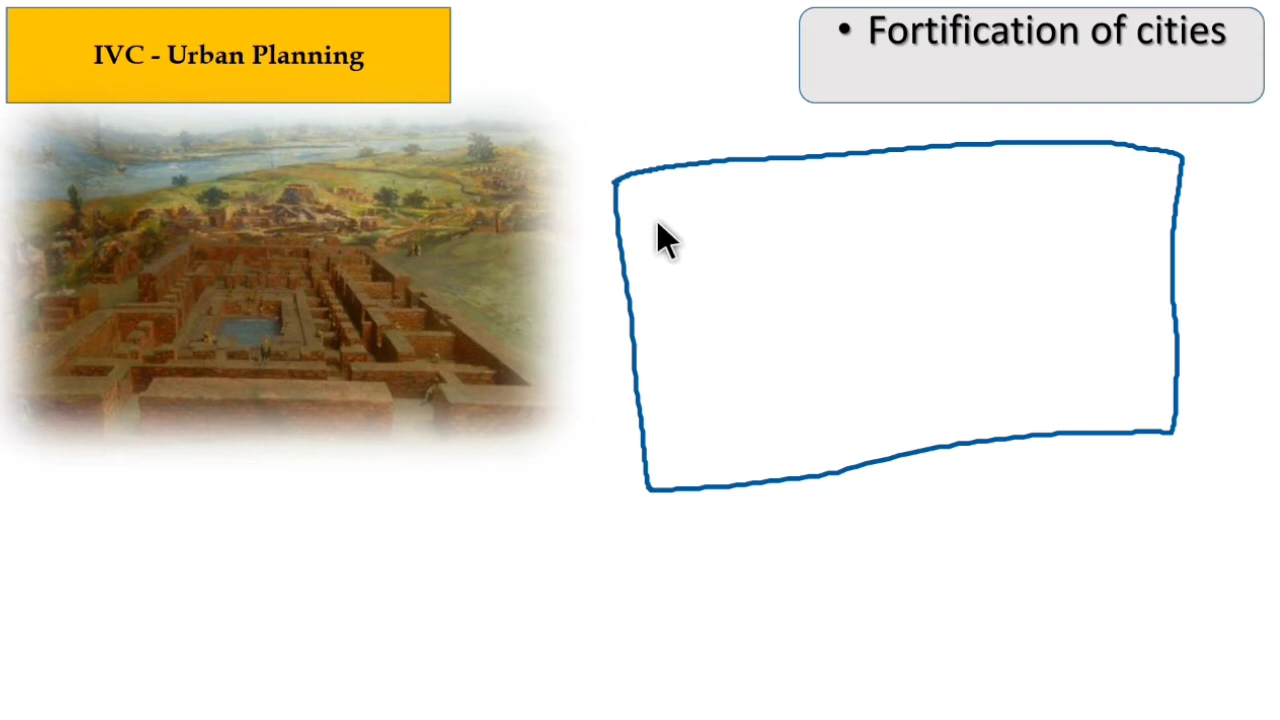 IVC - Urban Planning
• Fortification of cities